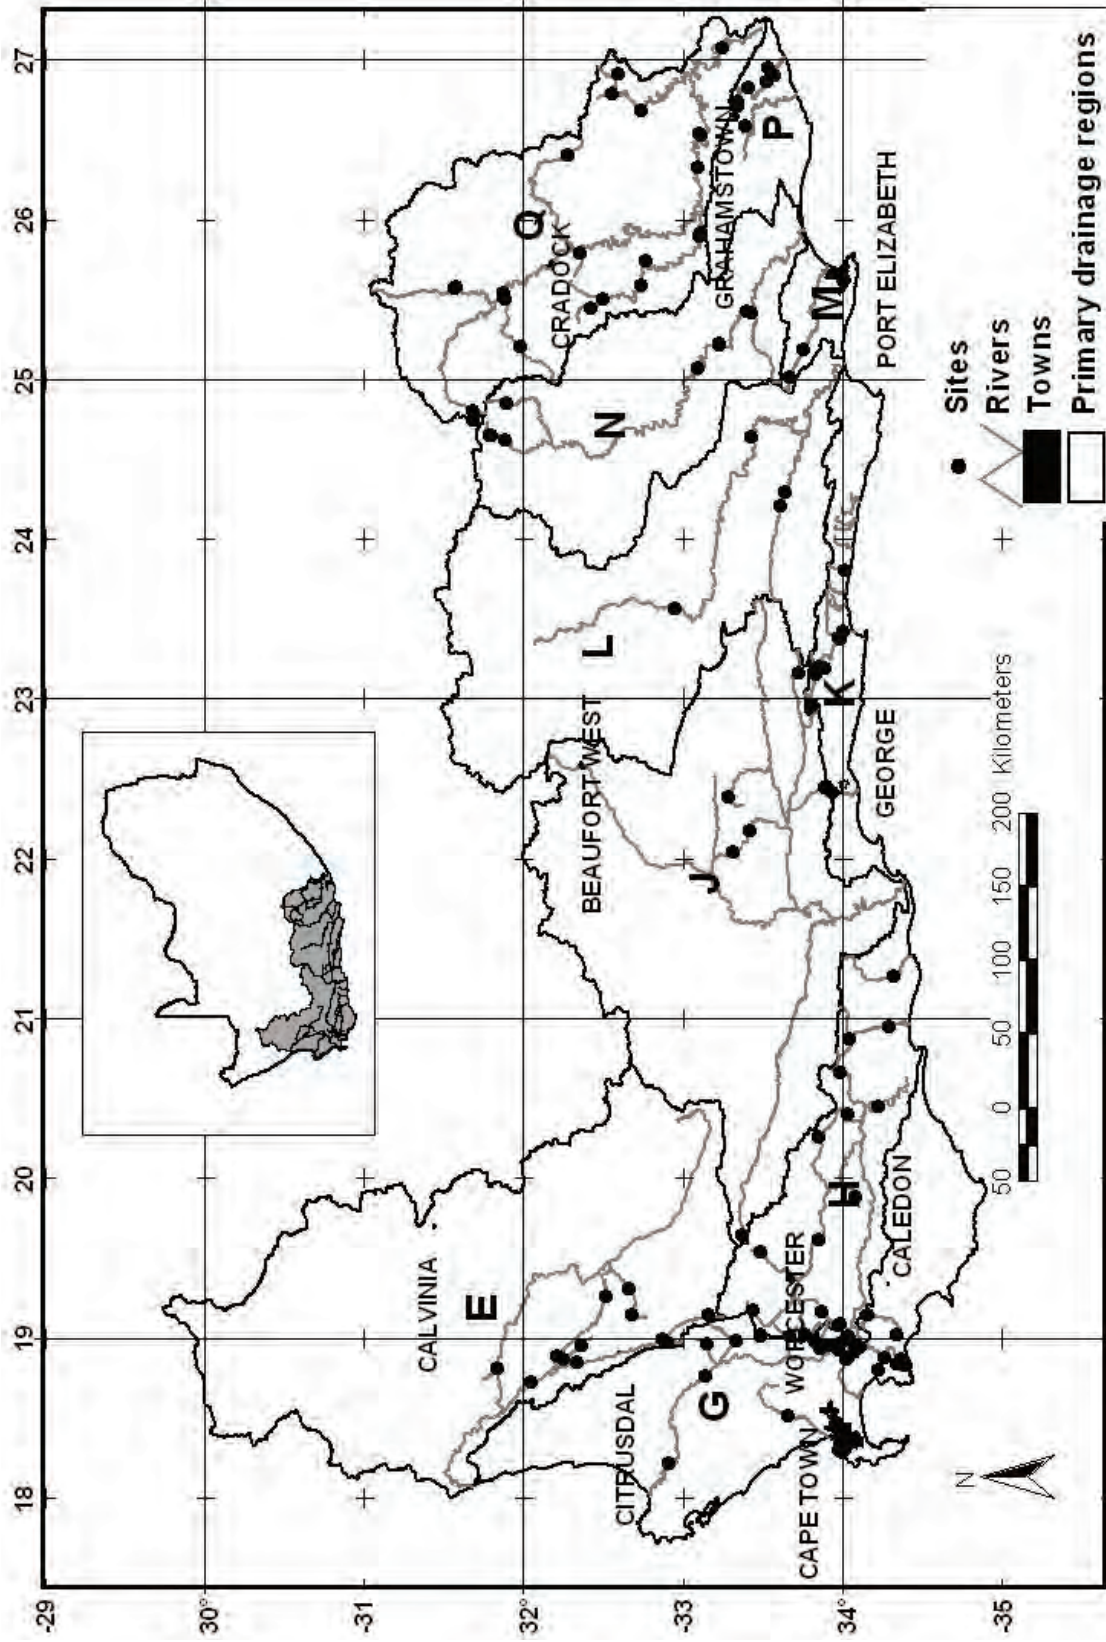 18
19
20
21
22
23
24
25
26
27
-29
-30°
-31
-32°
-33
-34°
-35
CALVINIA
E
CITRUSDAL
G
CAPE TOWN
WORCESTER
H
CALEDON
BEAUFORT WEST
J
GEORGE
K
L
N
CRADOCK
Q
GRAHAMSTOWN
P
M
PORT ELIZABETH
N
50 0 50 100 150 200 Kilometers
Sites
Rivers
Towns
Primary drainage regions